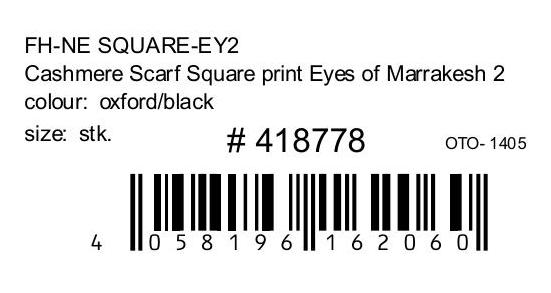 FH-NE SQUARE-EY2
Cashmere Scarf Square print Eyes of Marrakesh 2
colour: oxford/black
size: stk.
# 418778
OTO- 1405
4 058196 162060